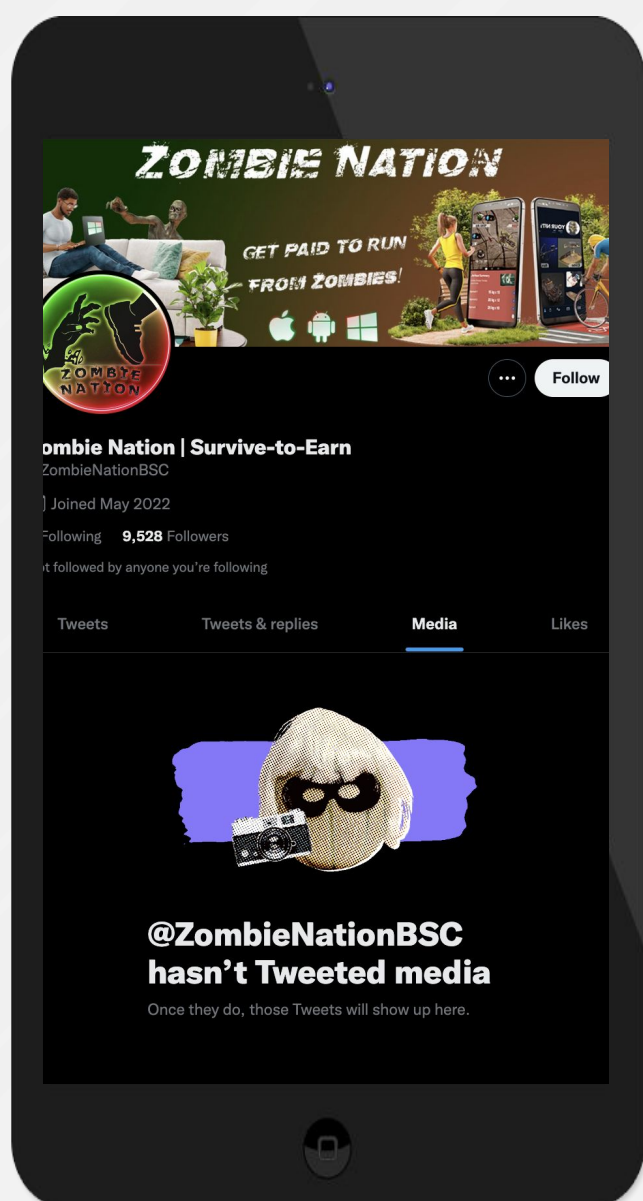 ZOMBIE NATION
GET PAID TO RUN
FROM ZOMBIES!
ZOMBIE
NATION
Follow
ombie Nation | Survive-to-Earn
ZombieNationBSC
Joined May 2022
Following 9,528 Followers
ot followed by anyone you're following
Tweets Tweets & replies Media Likes
@ZombieNationBSC
hasn't Tweeted media
Once they do, those Tweets will show up here.